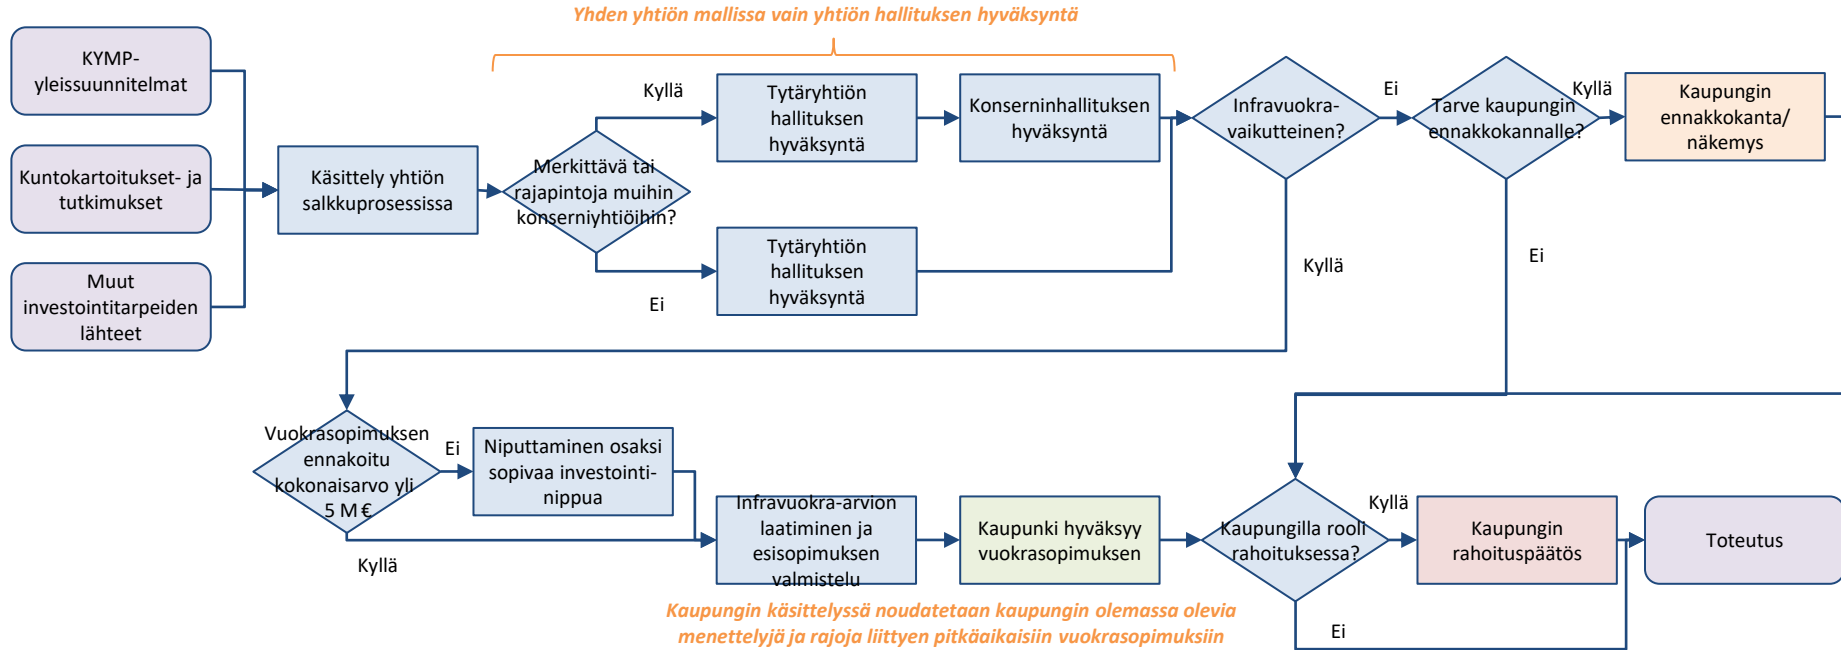 Yhden yhtiön mallissa vain yhtiön hallituksen hyväksyntä
KYMP-
yleissuunnitelmat
Kuntokartoitukset- ja
tutkimukset
Muut
investointitarpeiden
lähteet
Käsittely yhtiön
salkkuprosessissa
Merkittävä tai
rajapintoja muihin
konserniyhtiöihin?
Kyllä
Tytäryhtiön
hallituksen
hyväksyntä
Konserninhallituksen
hyväksyntä
Ei
Tytäryhtiön
hallituksen
hyväksyntä
Infravuokra-
vaikutteinen?
Ei
Kyllä
Tarve kaupungin
ennakkokannalle?
Kyllä
Ei
Kaupungin
ennakkokanta/
näkemys
Vuokrasopimuksen
ennakoitu
kokonaisarvo yli
5 M €
Ei
Kyllä
Niputtaminen osaksi
sopivaa investointi-
nippua
Infravuokra-arvion
laatiminen ja
esisopimuksen
valmistelu
Kaupunki hyväksyy
vuokrasopimuksen
Kaupungilla rooli
rahoituksessa?
Kyllä
Ei
Kaupungin
rahoituspäätös
Toteutus
Kaupungin käsittelyssä noudatetaan kaupungin olemassa olevia
menettelyjä ja rajoja liittyen pitkäaikaisiin vuokrasopimuksiin